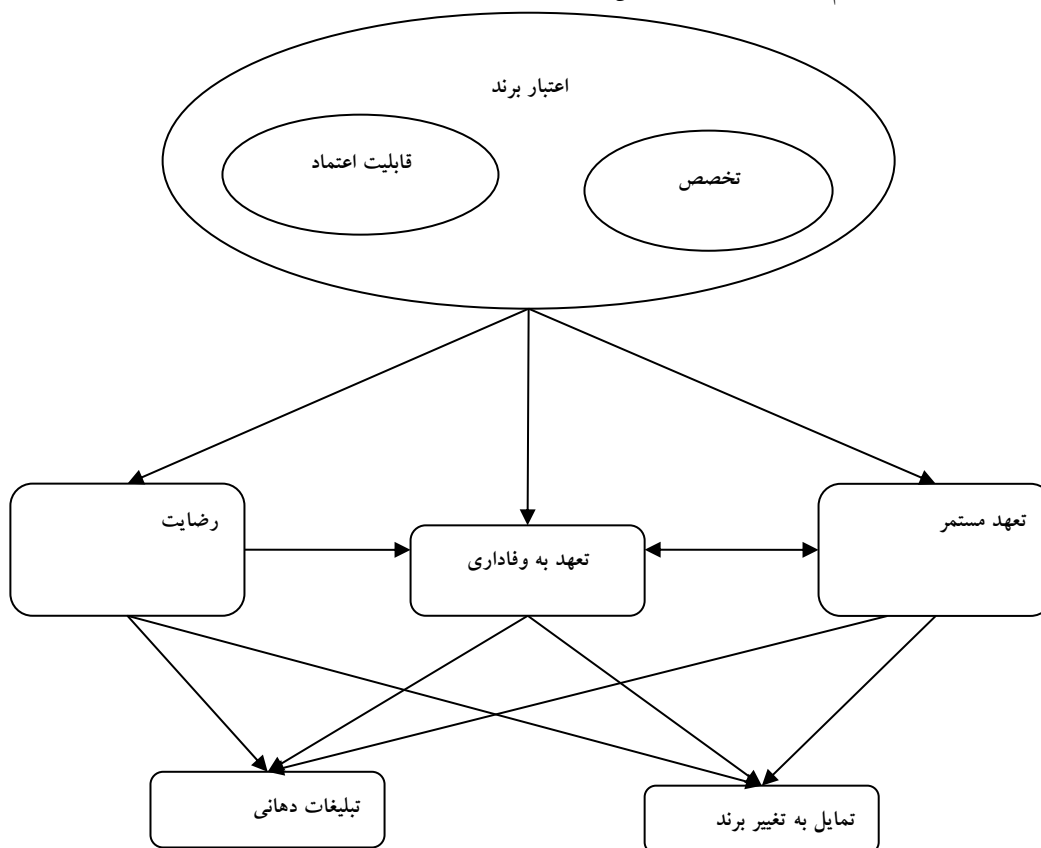 اعتبار برند
قابلیت اعتماد
تخصص
تعهد مستمر
تعهد به وفاداری
رضایت
تبلیغات دهانی
تمایل به تغییر برند